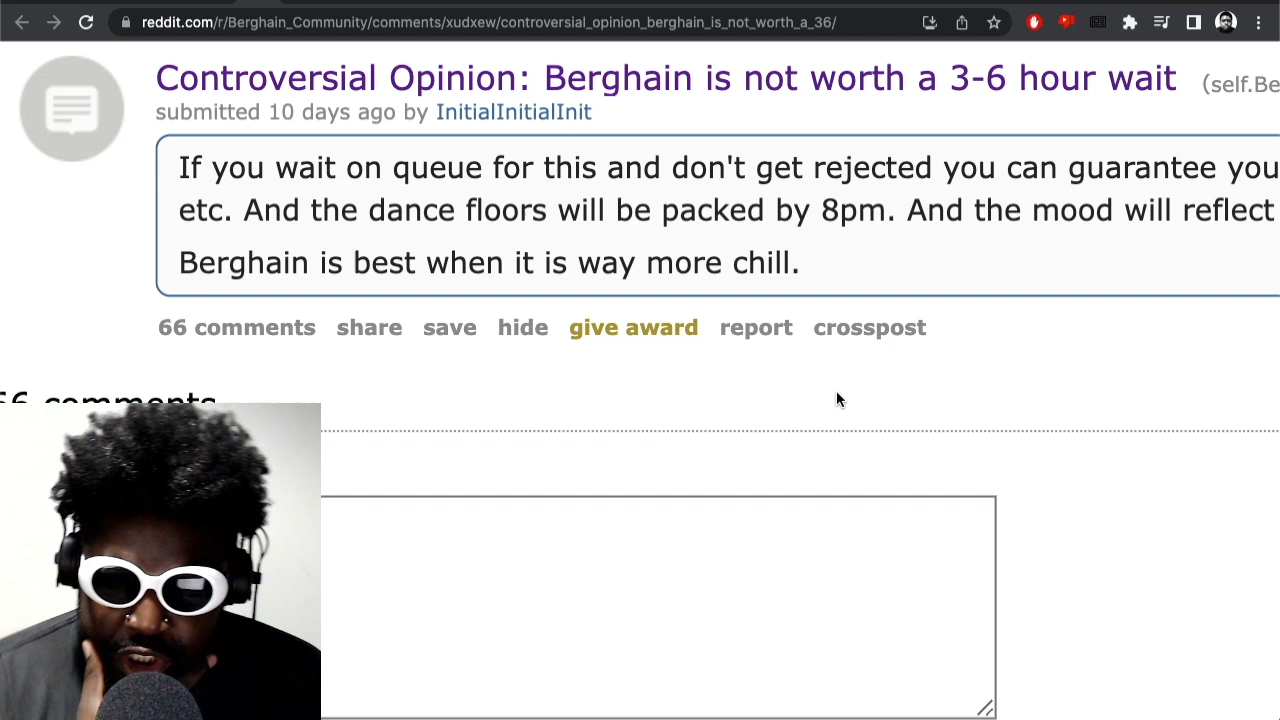 reddit.com/r/Berghain_Community/comments/xudxew/controversial_opinion_berghain_is_not_worth_a_36/
Controversial Opinion: Berghain is not worth a 3-6 hour wait (self.Be
submitted 10 days ago by InitialInitialInit
If you wait on queue for this and don't get rejected you can guarantee you
etc. And the dance floors will be packed by 8pm. And the mood will reflect
Berghain is best when it is way more chill.
66 comments share save hide give award report crosspost
66 comments